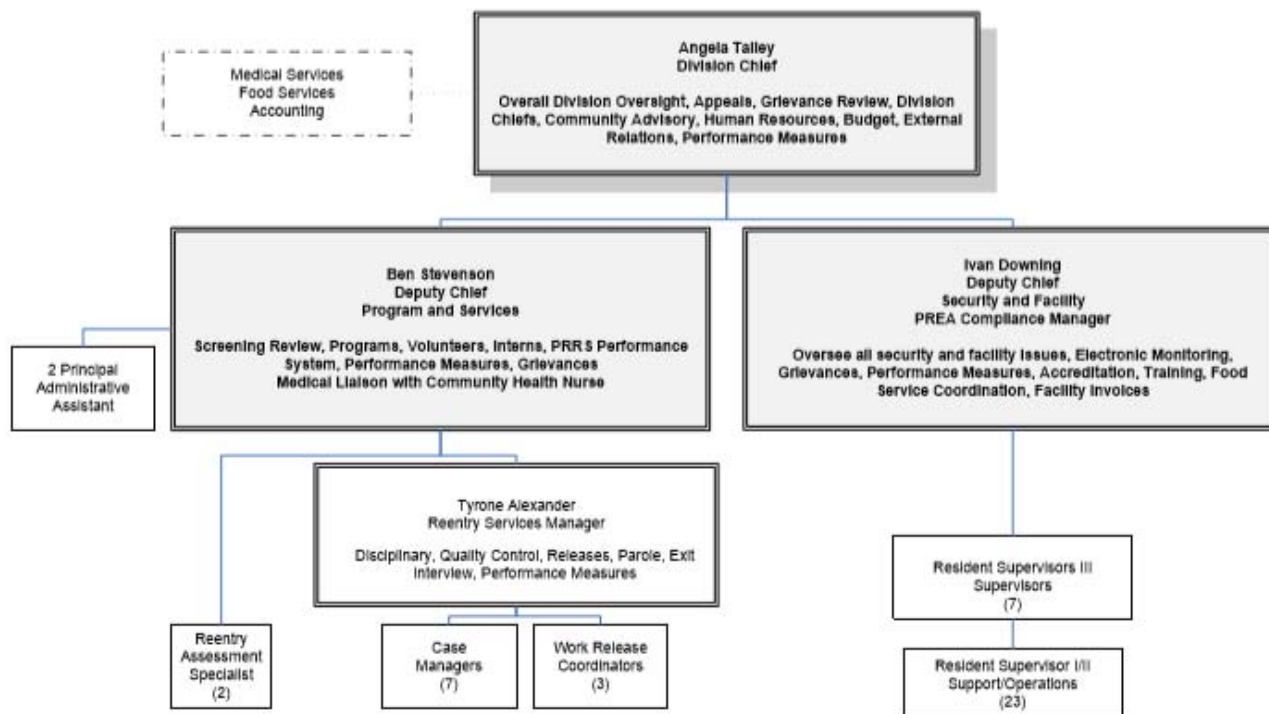 Angela Talley
Division Chief
Overall Division Oversight, Appeals, Grievance Review, Division
Chiefs, Community Advisory, Human Resources, Budget, External
Relations, Performance Measures
Medical Services
Food Services
Accounting
Ben Stevenson
Deputy Chief
Program and Services
Screening Review, Programs, Volunteers, Interns, PRRS Performance
System, Performance Measures, Grievances
Medical Liaison with Community Health Nurse
Ivan Downing
Deputy Chief
Security and Facility
PREA Compliance Manager
Oversee all security and facility issues, Electronic Monitoring,
Grievances, Performance Measures, Accreditation, Training, Food
Service Coordination, Facility Invoices
2 Principal
Administrative
Assistant
Tyrone Alexander
Reentry Services Manager
Disciplinary, Quality Control, Releases, Parole, Exit
Interview, Performance Measures
Reentry
Assessment
Specialist
(2)
Case
Managers
(7)
Work Release
Coordinators
(3)
Resident Supervisors III
Supervisors
(7)
Resident Supervisor I/II
Support/Operations
(23)